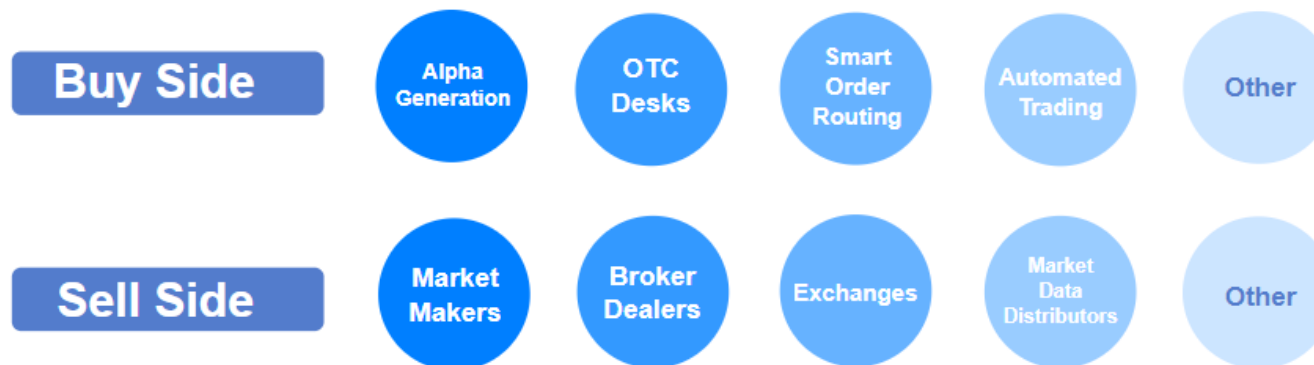 Buy Side
Alpha
Generation
OTC
Desks
Smart
Order
Routing
Automated
Trading
Other
Sell Side
Market
Makers
Broker
Dealers
Exchanges
Market
Data
Distributors
Other